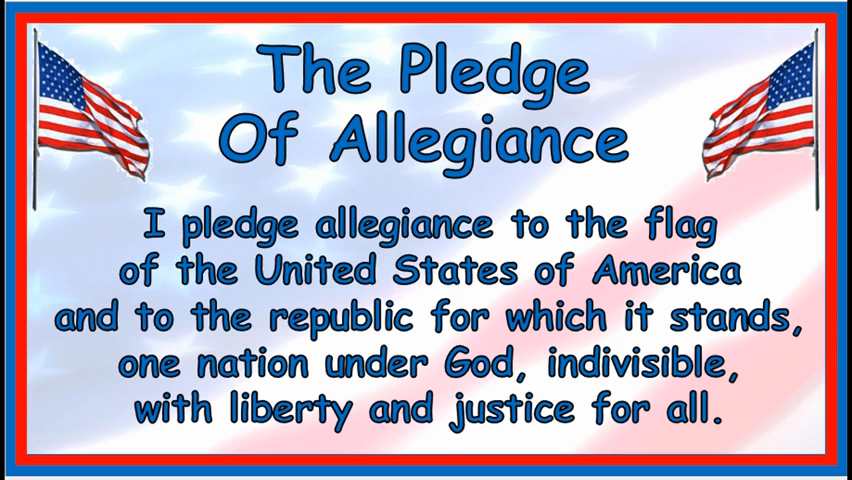 The Pledge
Of Allegiance
I pledge allegiance to the flag
of the United States of America
and to the republic for which it stands,
one nation under God, indivisible,
with liberty and justice for all.